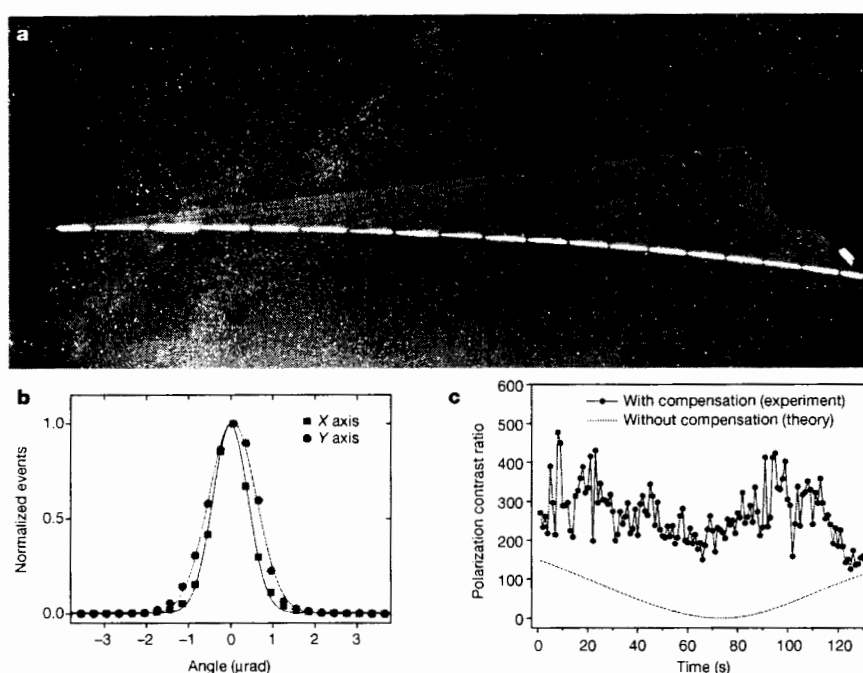 a
b
1.0
0.5
0.0
Normalized events
X axis
Y axis
−3 −2 −1 0 1 2 3
Angle (µrad)
c
600
500
400
300
200
100
0
Polarization contrast ratio
With compensation (experiment)
Without compensation (theory)
0 20 40 60 80 100 120
Time (s)